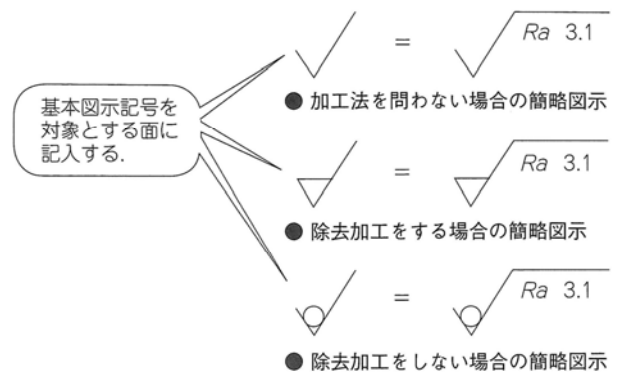 = Ra 3.1
● 加工法を問わない場合の簡略図示
基本図示記号を
対象とする面に
記入する.
= Ra 3.1
● 除去加工をする場合の簡略図示
= Ra 3.1
● 除去加工をしない場合の簡略図示